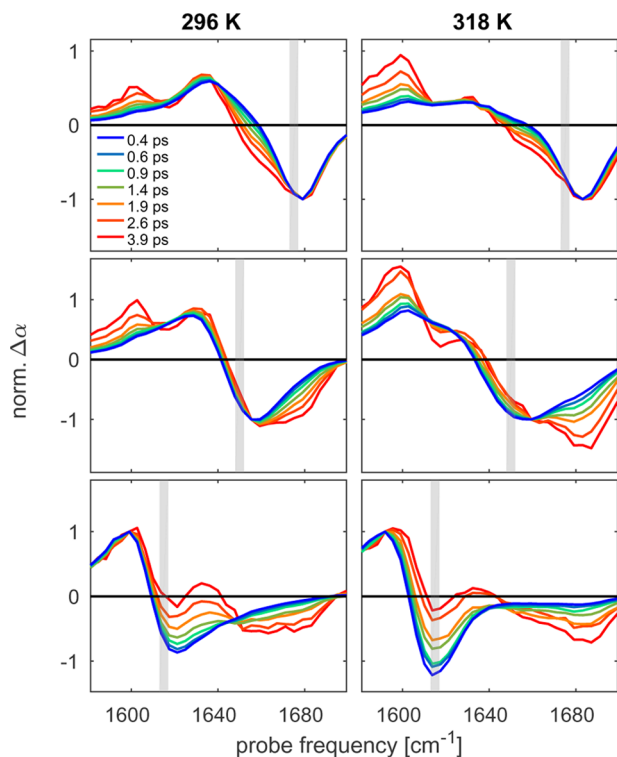 296 K 318 K
1
0
-1
0.4 ps
0.6 ps
0.9 ps
1.4 ps
1.9 ps
2.6 ps
3.9 ps
norm. Δα
1
0
-1
1
0
-1
1600 1640 1680 1600 1640 1680
probe frequency [cm⁻¹]